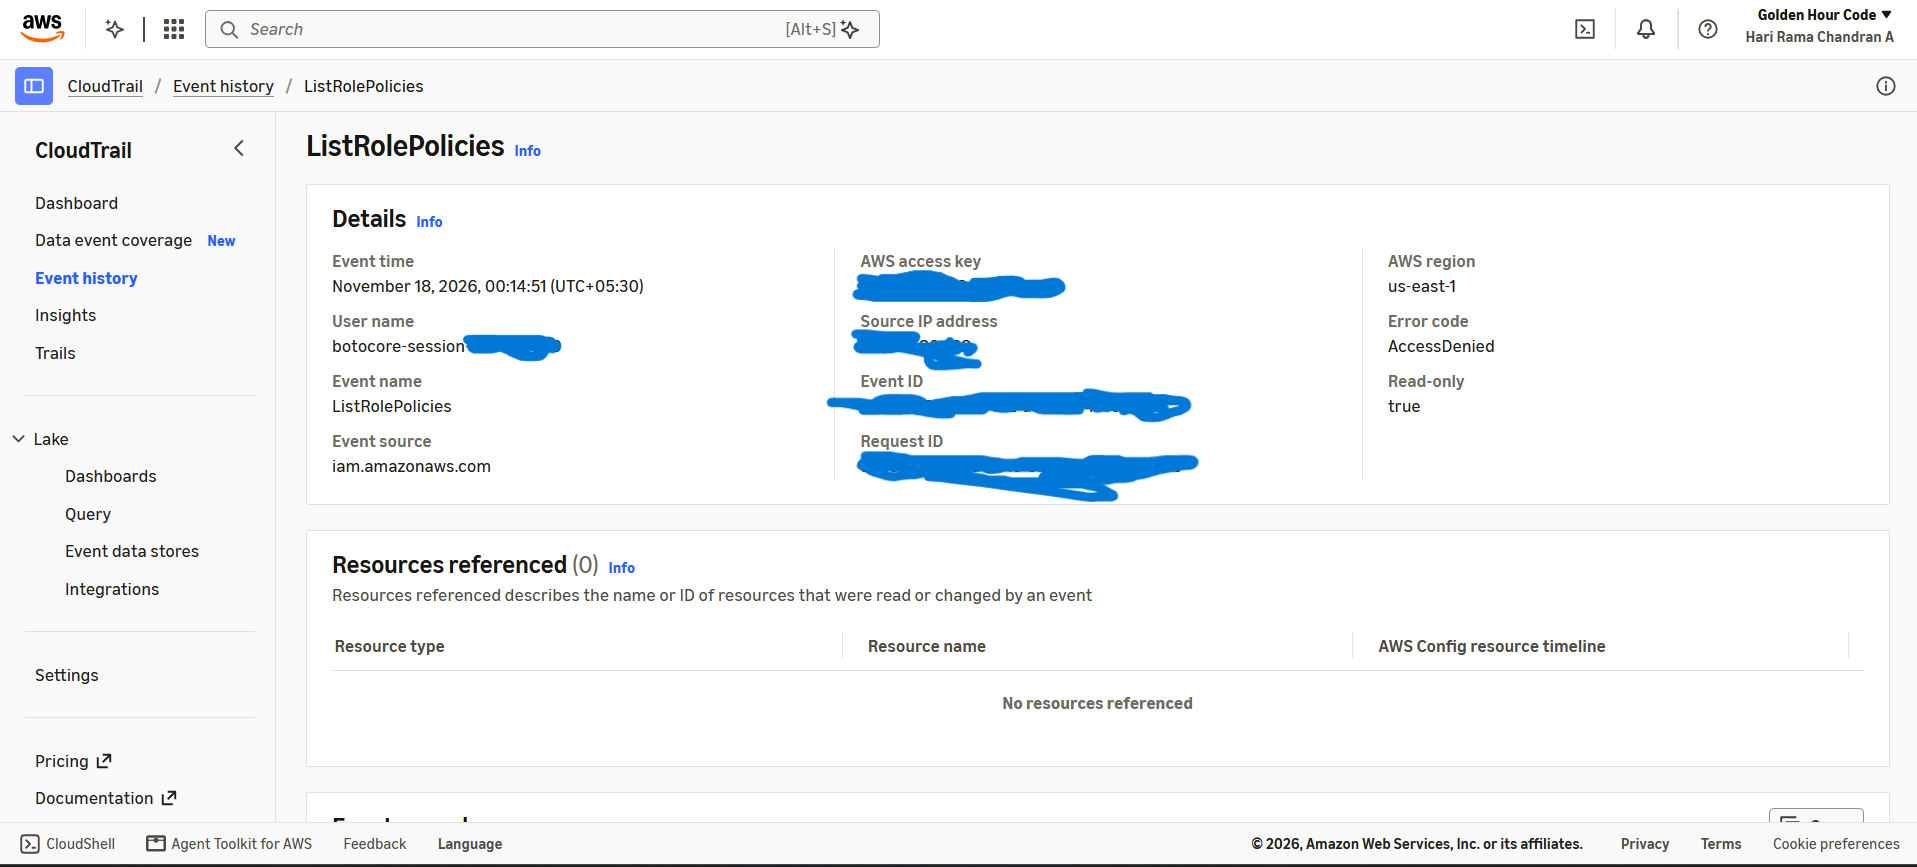 aws
Search [Alt+S]
Golden Hour Code
Hari Rama Chandran A
CloudTrail / Event history / ListRolePolicies
CloudTrail
Dashboard
Data event coverage New
Event history
Insights
Trails
Lake
Dashboards
Query
Event data stores
Integrations
Settings
Pricing
Documentation
ListRolePolicies Info
Details Info
Event time
November 18, 2026, 00:14:51 (UTC+05:30)
User name
botocore-session-
Event name
ListRolePolicies
Event source
iam.amazonaws.com
AWS access key
Source IP address
Event ID
Request ID
AWS region
us-east-1
Error code
AccessDenied
Read-only
true
Resources referenced (0) Info
Resources referenced describes the name or ID of resources that were read or changed by an event
Resource type Resource name AWS Config resource timeline
No resources referenced
CloudShell Agent Toolkit for AWS Feedback Language
© 2026, Amazon Web Services, Inc. or its affiliates. Privacy Terms Cookie preferences